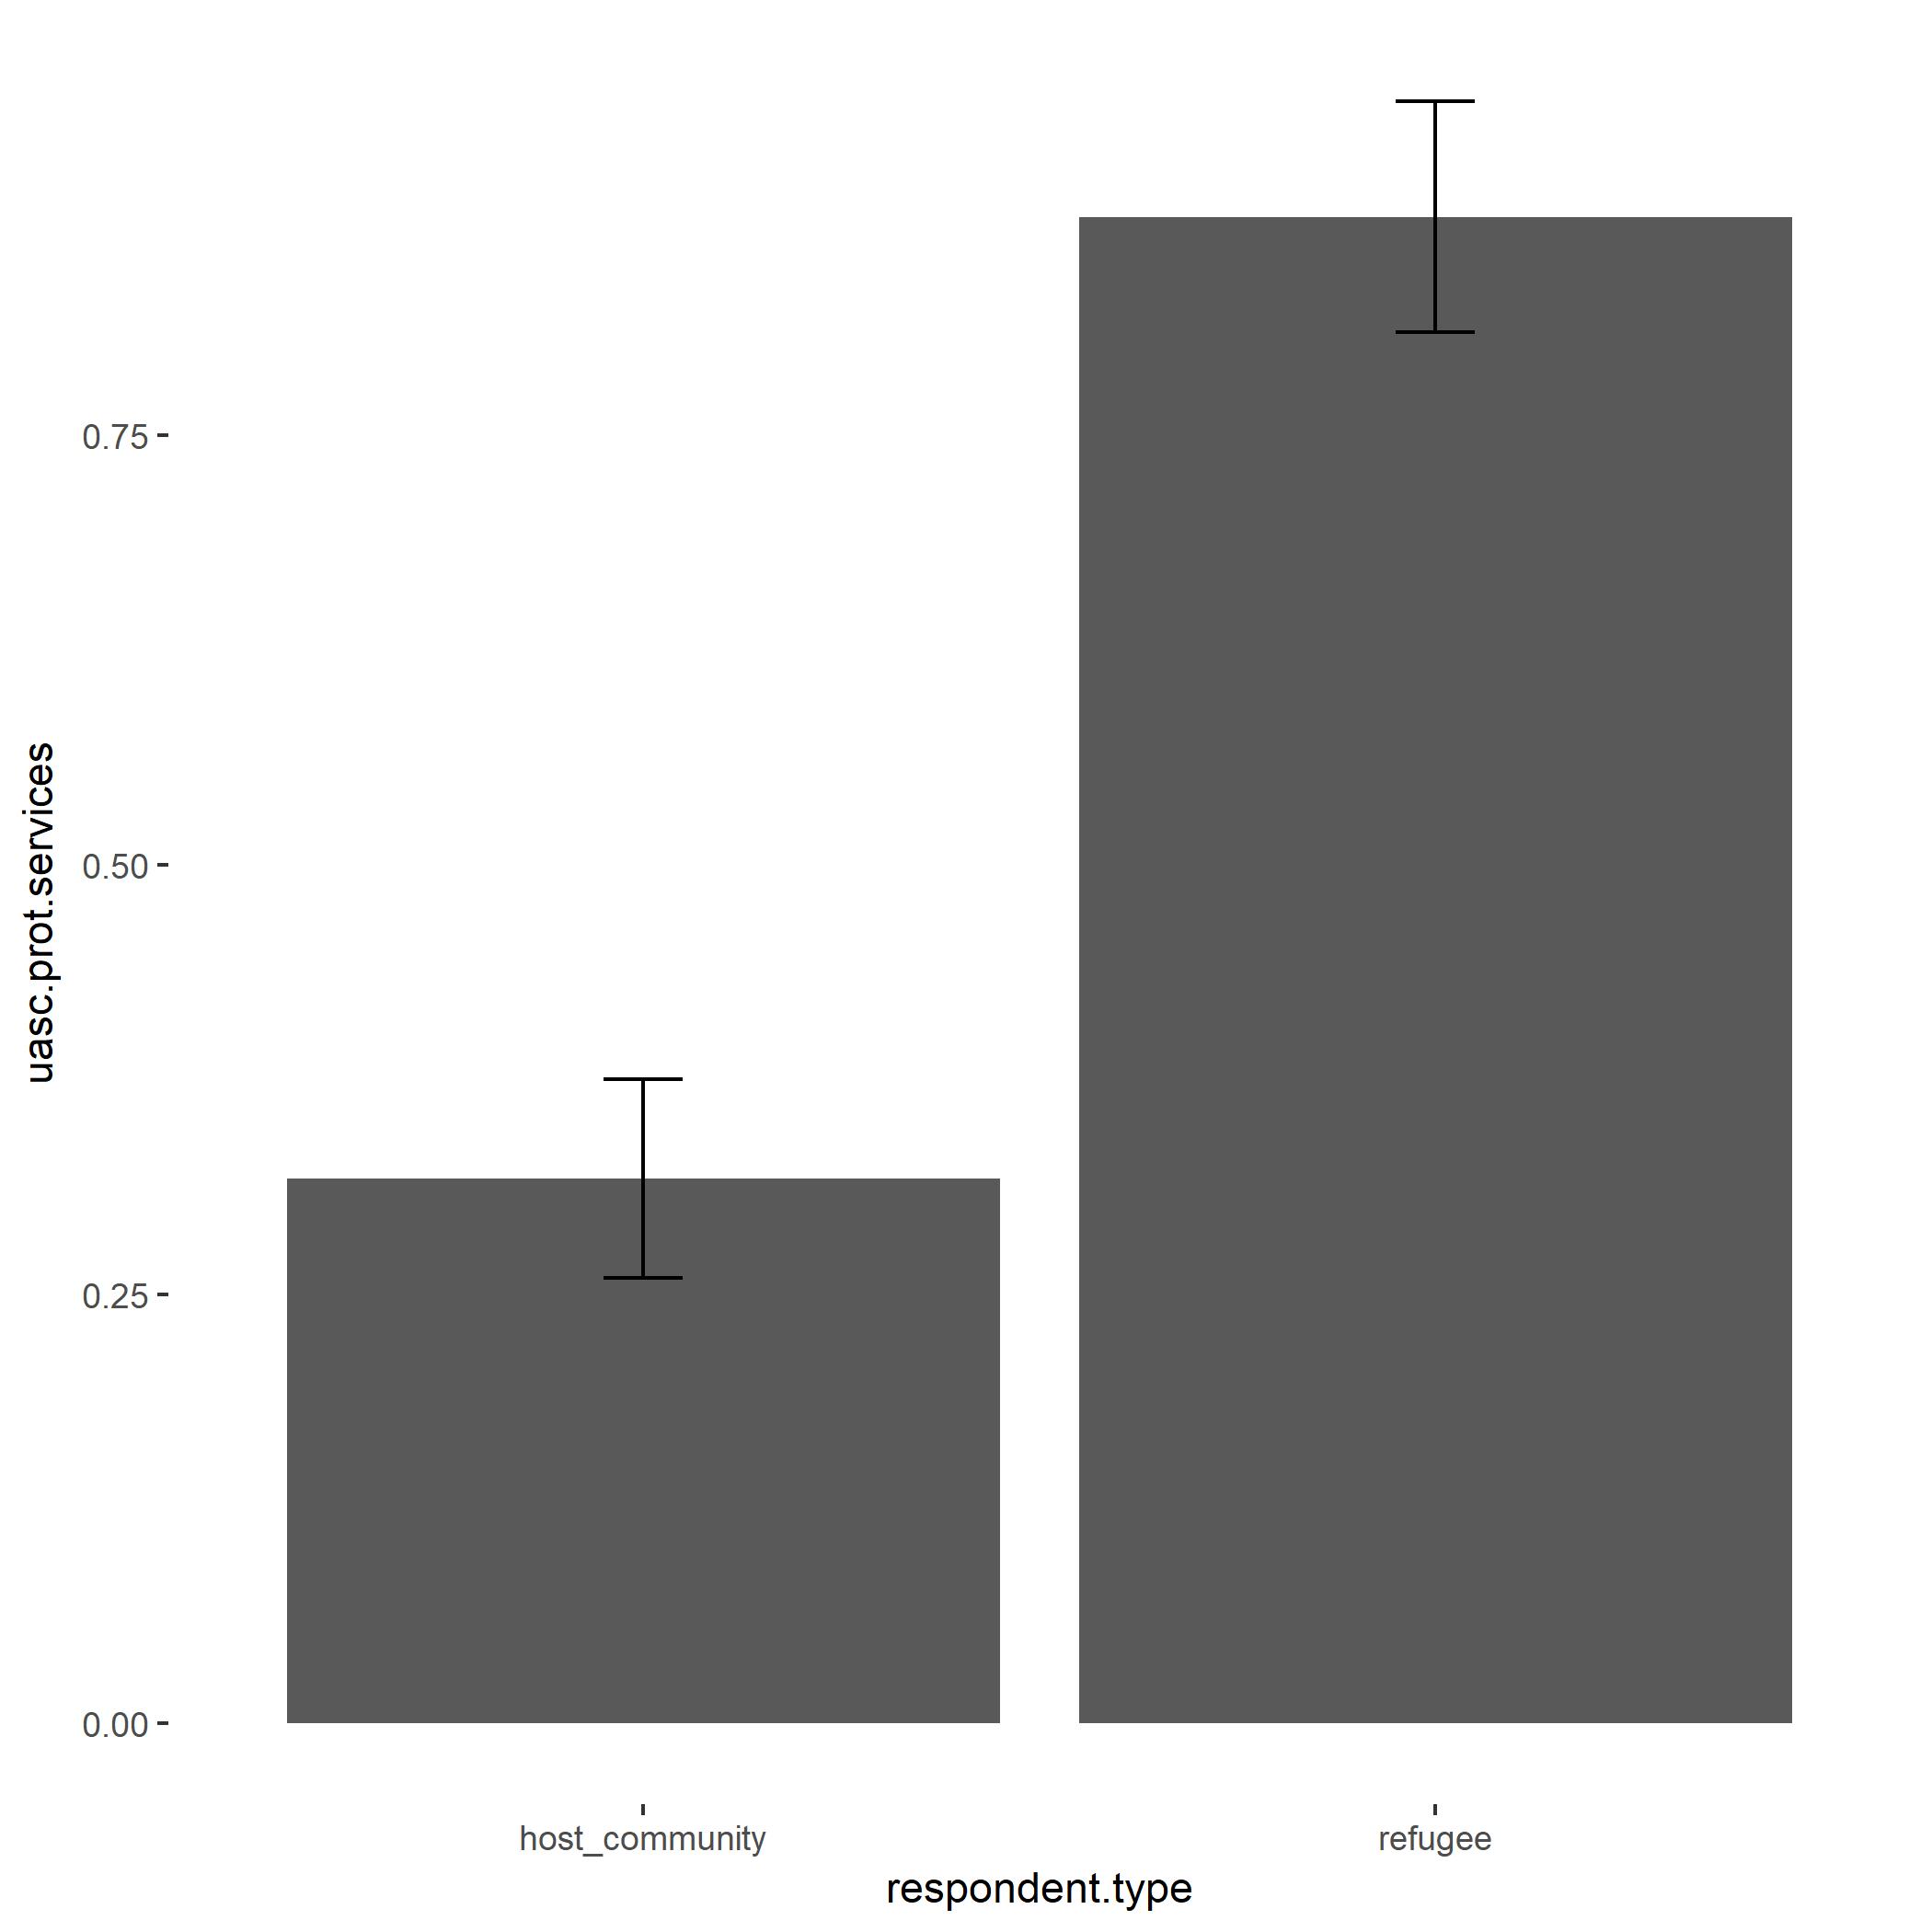 uasc.prot.services
0.75
0.50
0.25
0.00
host_community
refugee
respondent.type